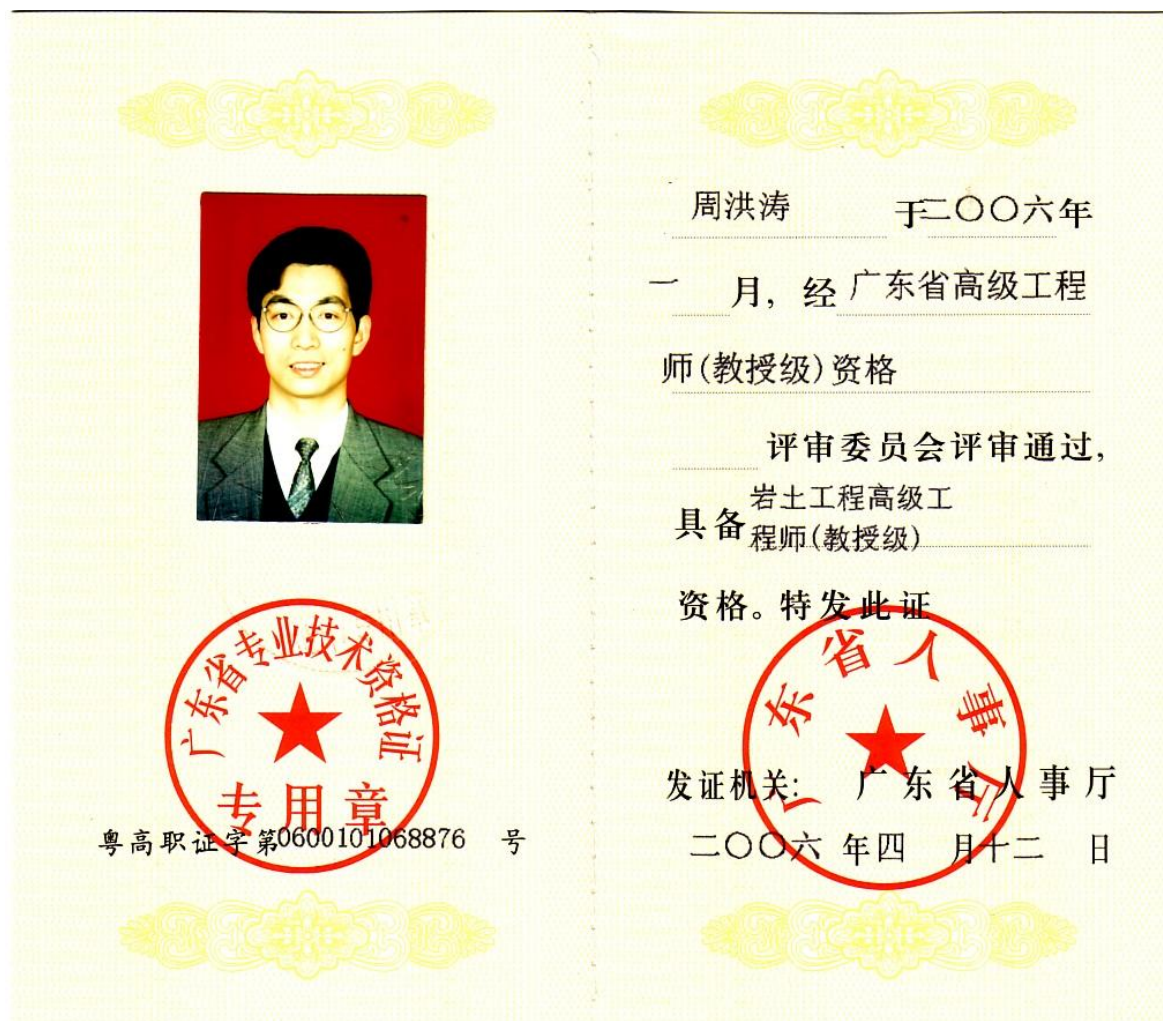 广东省专业技术资格证
专用章
粤高职证字第0600101068876 号
周洪涛 于二〇〇六年
一 月，经广东省高级工程
师(教授级)资格
评审委员会评审通过，
具备岩土工程高级工
程师(教授级)
资格。特发此证
广东省人事厅
发证机关: 广东省人事厅
二〇〇六 年四 月十二 日